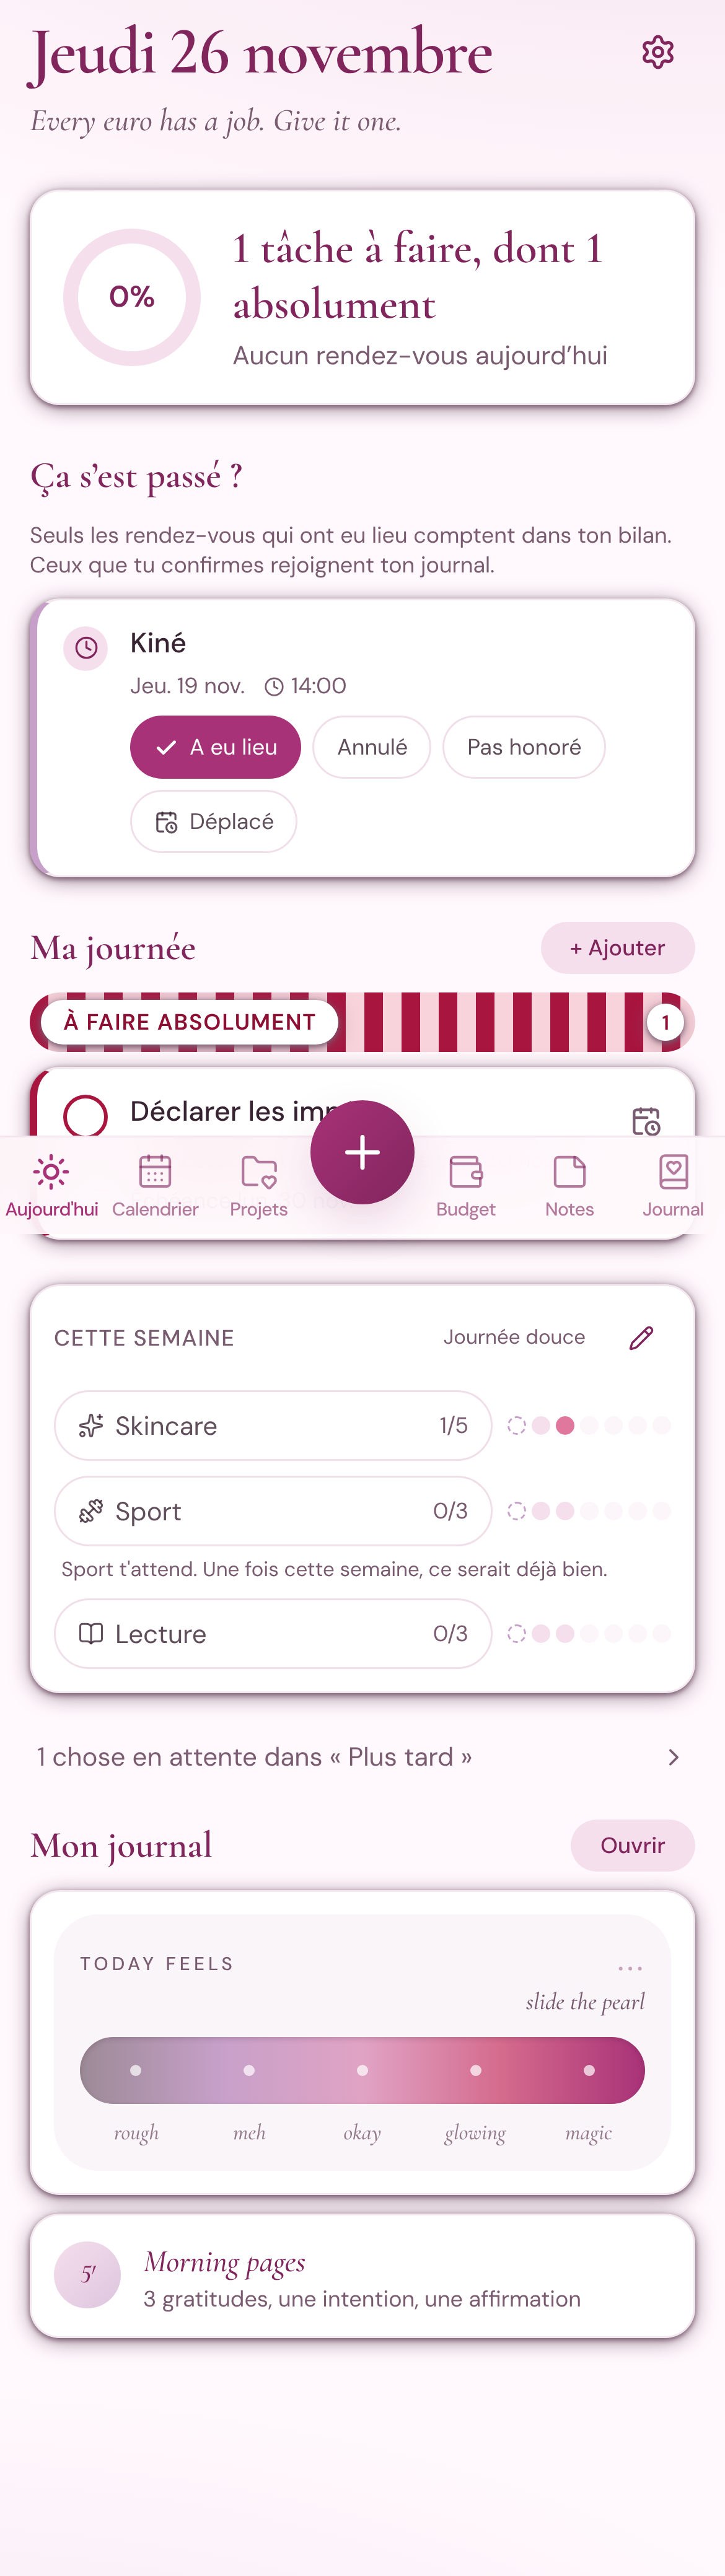 Jeudi 26 novembre
Every euro has a job. Give it one.
0%
1 tâche à faire, dont 1
absolument
Aucun rendez-vous aujourd’hui
Ça s’est passé ?
Seuls les rendez-vous qui ont eu lieu comptent dans ton bilan.
Ceux que tu confirmes rejoignent ton journal.
Kiné
Jeu. 19 nov. 14:00
A eu lieu
Annulé
Pas honoré
Déplacé
Ma journée
+ Ajouter
À FAIRE ABSOLUMENT
1
Déclarer les
Aujourd'hui
Calendrier
Projets
Budget
Notes
Journal
CETTE SEMAINE
Journée douce
Skincare 1/5
Sport 0/3
Sport t'attend. Une fois cette semaine, ce serait déjà bien.
Lecture 0/3
1 chose en attente dans « Plus tard »
Mon journal
Ouvrir
TODAY FEELS
...
slide the pearl
rough
meh
okay
glowing
magic
5'
Morning pages
3 gratitudes, une intention, une affirmation